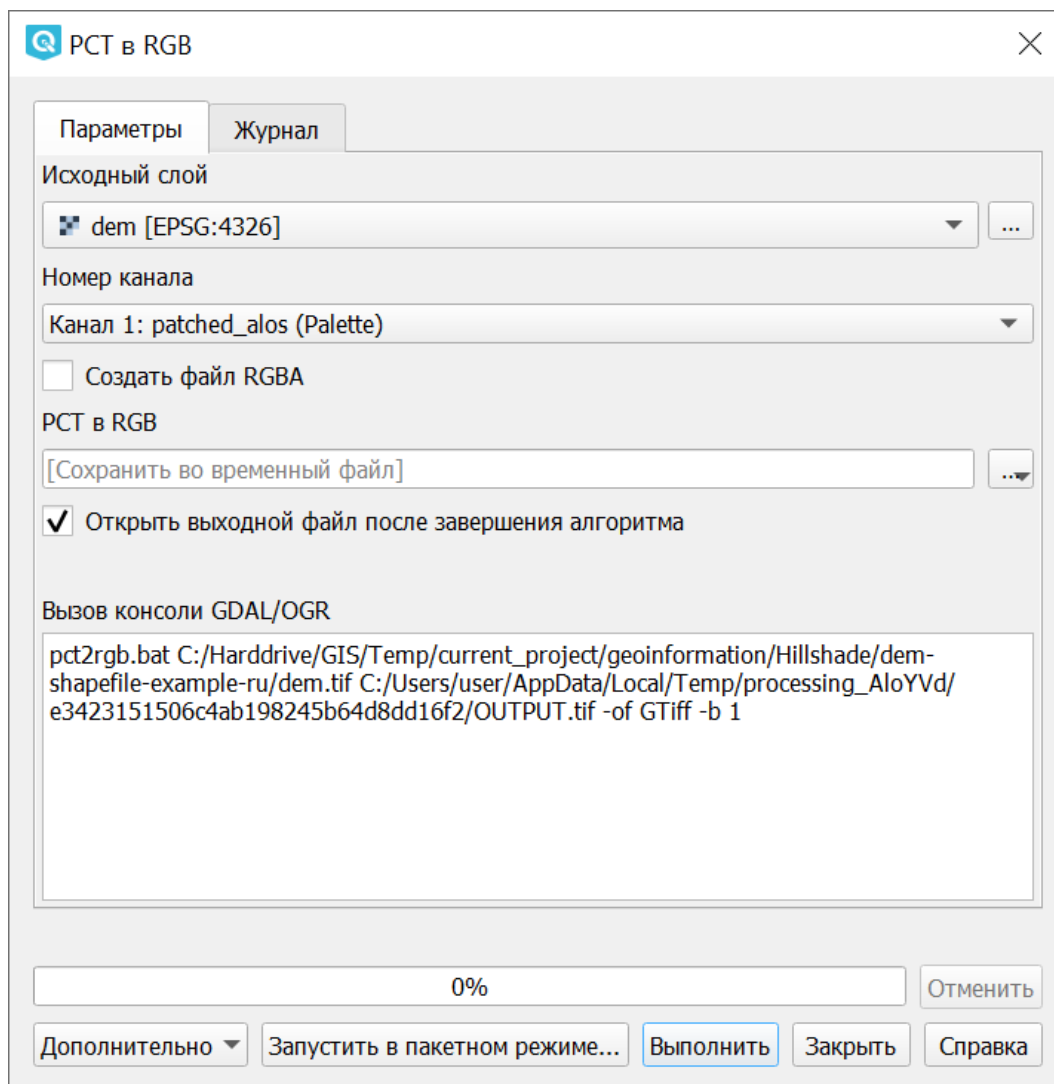 PCT в RGB
Параметры
Журнал
Исходный слой
dem [EPSG:4326]
...
Номер канала
Канал 1: patched_alos (Palette)
Создать файл RGBA
PCT в RGB
[Сохранить во временный файл]
...
Открыть выходной файл после завершения алгоритма
Вызов консоли GDAL/OGR
pct2rgb.bat C:/Harddrive/GIS/Temp/current_project/geoinformation/Hillshade/dem-
shapefile-example-ru/dem.tif C:/Users/user/AppData/Local/Temp/processing_AloYVd/
e3423151506c4ab198245b64d8dd16f2/OUTPUT.tif -of GTiff -b 1
0%
Отменить
Дополнительно
Запустить в пакетном режиме...
Выполнить
Закрыть
Справка